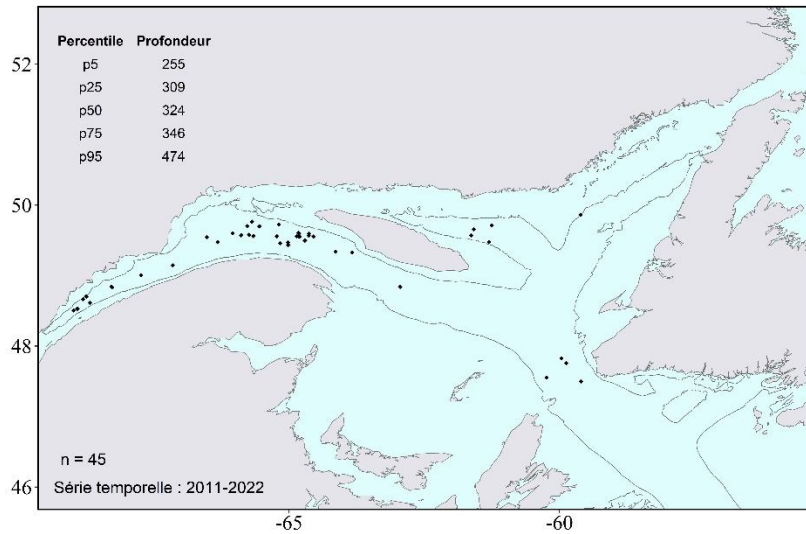 Percentile Profondeur
p5 255
p25 309
p50 324
p75 346
p95 474
52
50
48
46
n = 45
Série temporelle : 2011-2022
-65 -60